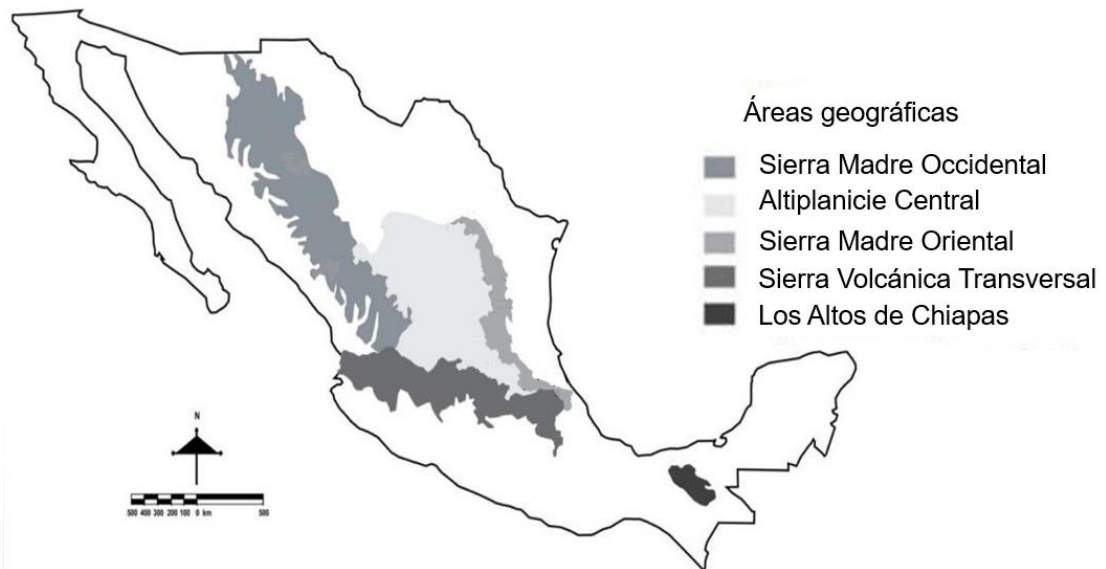 Áreas geográficas
Sierra Madre Occidental
Altiplanicie Central
Sierra Madre Oriental
Sierra Volcánica Transversal
Los Altos de Chiapas
N
500 400 300 200 100 0 km 500